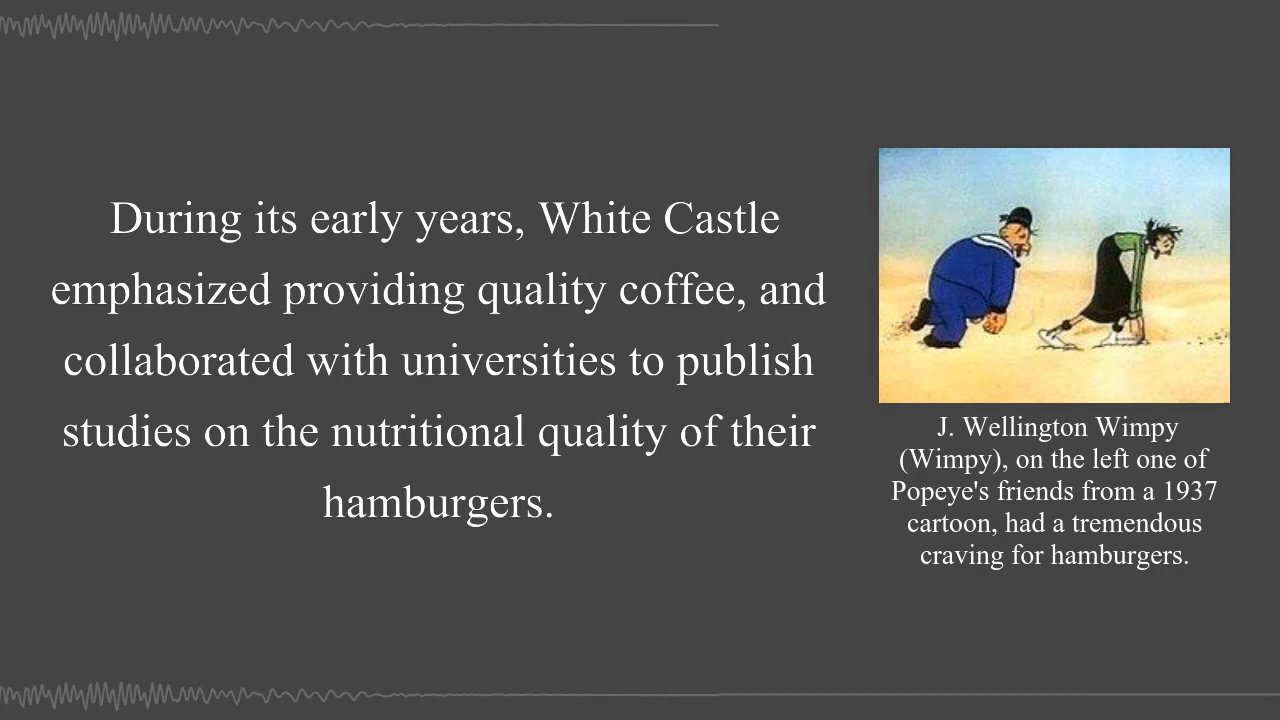 During its early years, White Castle
emphasized providing quality coffee, and
collaborated with universities to publish
studies on the nutritional quality of their
hamburgers.
J. Wellington Wimpy
(Wimpy), on the left one of
Popeye's friends from a 1937
cartoon, had a tremendous
craving for hamburgers.